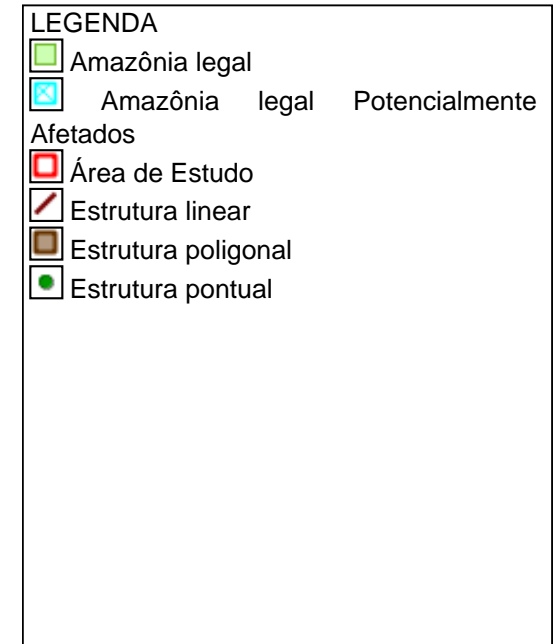 LEGENDA
Amazônia legal
Amazônia legal Potencialmente
Afetados
Área de Estudo
Estrutura linear
Estrutura poligonal
Estrutura pontual